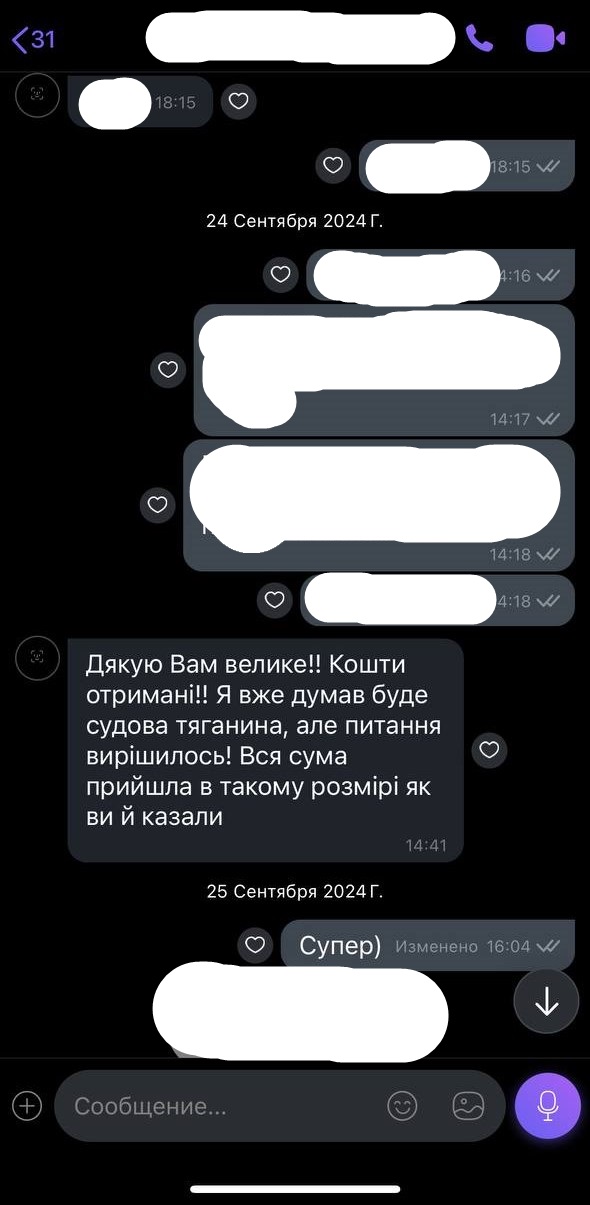 31
18:15
18:15
24 Сентября 2024 г.
4:16
14:17
14:18
4:18
Дякую Вам велике!! Кошти
отримані!! Я вже думав буде
судова тяганина, але питання
вирішилось! Вся сума
прийшла в такому розмірі як
ви й казали
14:41
25 Сентября 2024 г.
Супер) Изменено 16:04
Сообщение...